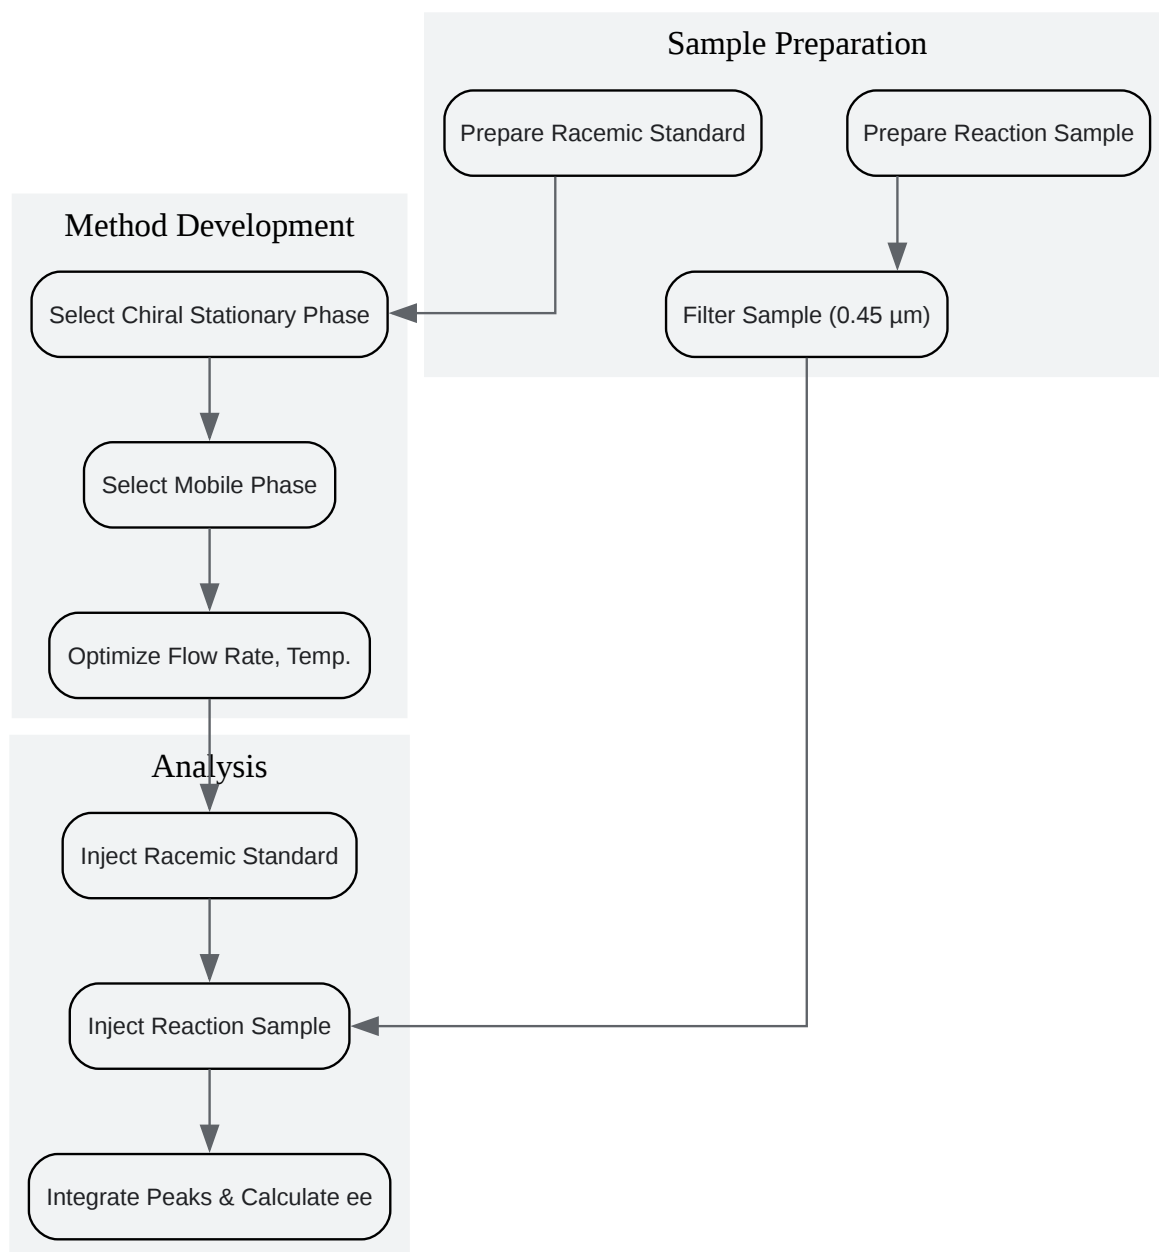 Sample Preparation
Prepare Racemic Standard
Prepare Reaction Sample
Filter Sample (0.45 µm)
Method Development
Select Chiral Stationary Phase
Select Mobile Phase
Optimize Flow Rate, Temp.
Analysis
Inject Racemic Standard
Inject Reaction Sample
Integrate Peaks & Calculate ee